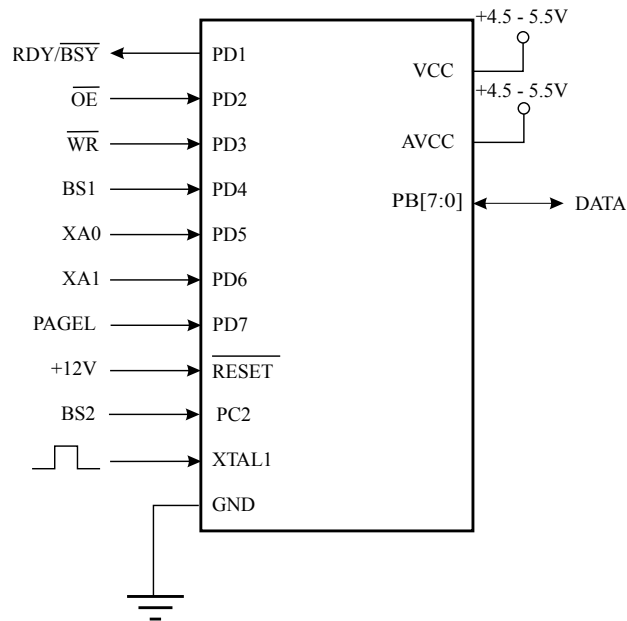 RDY/BSY PD1
OE PD2
WR PD3
BS1 PD4
XA0 PD5
XA1 PD6
PAGEL PD7
+12V RESET
BS2 PC2
XTAL1
GND
+4.5 - 5.5V
VCC
+4.5 - 5.5V
AVCC
PB[7:0] DATA